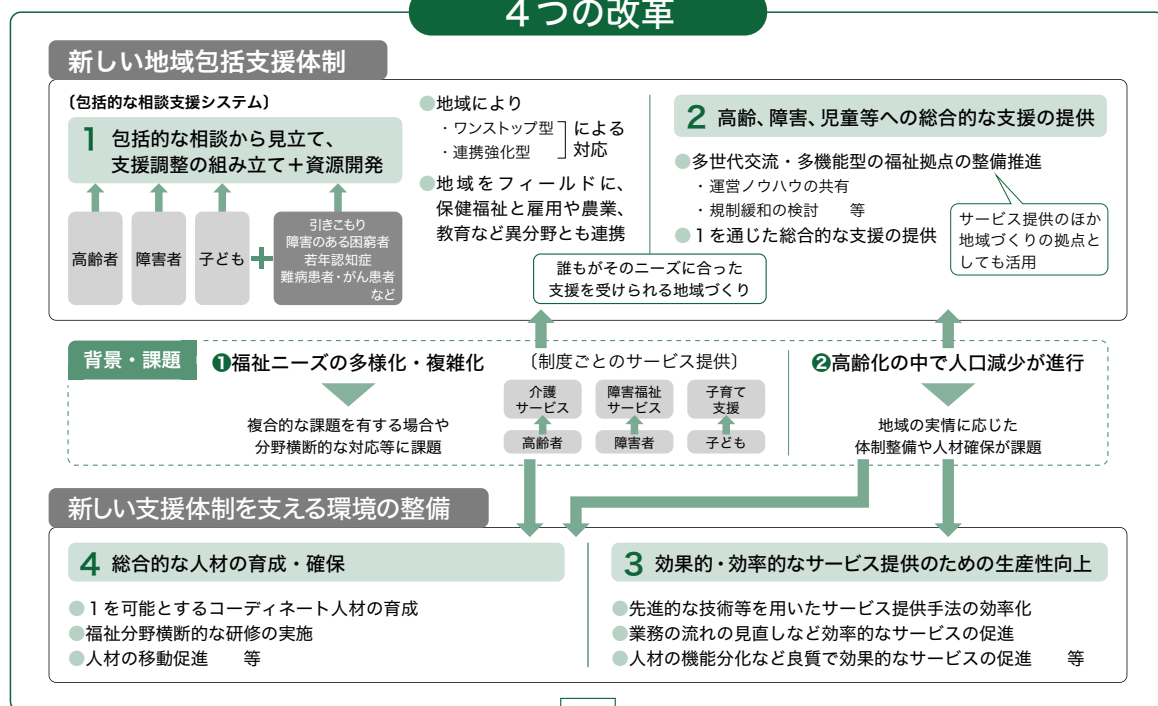 4つの改革
新しい地域包括支援体制
〔包括的な相談支援システム〕
1 包括的な相談から見立て、
支援調整の組み立て＋資源開発
高齢者
障害者
子ども
引きこもり
障害のある困窮者
若年認知症
難病患者・がん患者
など
●地域により
・ワンストップ型
・連携強化型
による
対応
●地域をフィールドに、
保健福祉と雇用や農業、
教育など異分野とも連携
誰もがそのニーズに合った
支援を受けられる地域づくり
2 高齢、障害、児童等への総合的な支援の提供
●多世代交流・多機能型の福祉拠点の整備推進
・運営ノウハウの共有
・規制緩和の検討　等
●1を通じた総合的な支援の提供
サービス提供のほか
地域づくりの拠点と
しても活用
背景・課題
❶福祉ニーズの多様化・複雑化
複合的な課題を有する場合や
分野横断的な対応等に課題
〔制度ごとのサービス提供〕
介護
サービス
高齢者
障害福祉
サービス
障害者
子育て
支援
子ども
❷高齢化の中で人口減少が進行
地域の実情に応じた
体制整備や人材確保が課題
新しい支援体制を支える環境の整備
4 総合的な人材の育成・確保
●1を可能とするコーディネート人材の育成
●福祉分野横断的な研修の実施
●人材の移動促進　等
3 効果的・効率的なサービス提供のための生産性向上
●先進的な技術等を用いたサービス提供手法の効率化
●業務の流れの見直しなど効率的なサービスの促進
●人材の機能分化など良質で効果的なサービスの促進　等